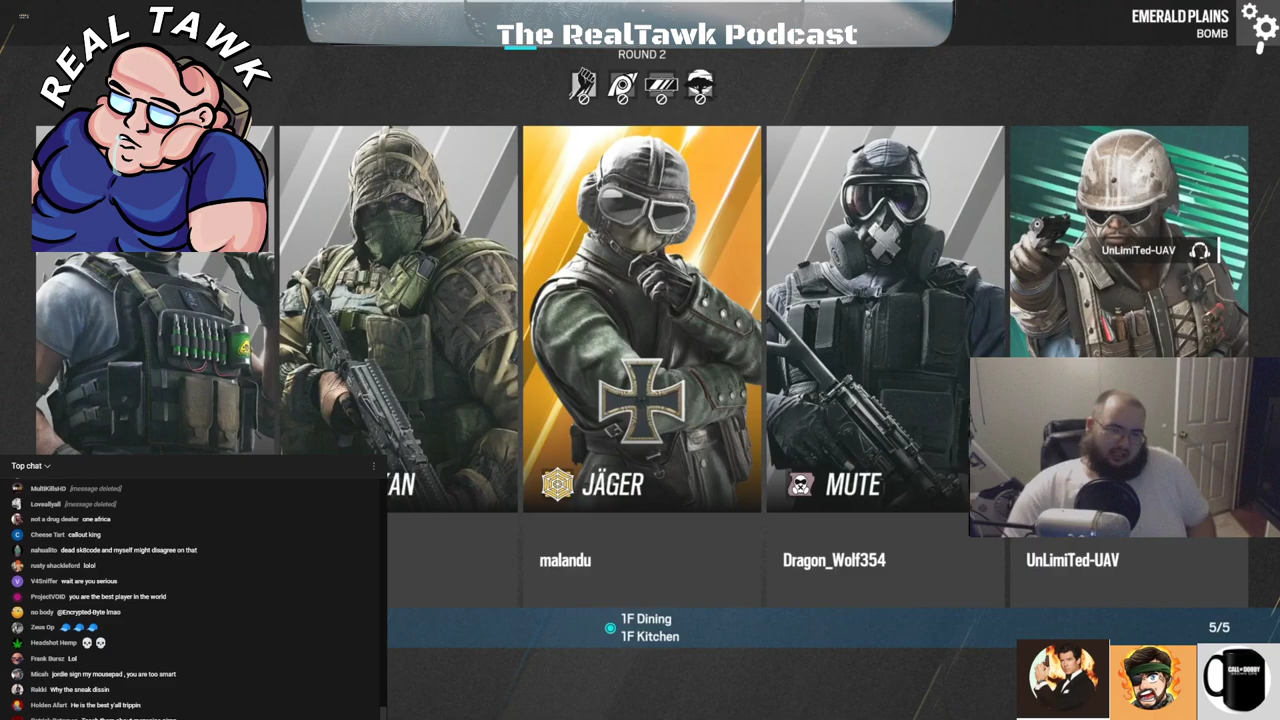 REAL TAWK
The RealTawk Podcast
ROUND 2
EMERALD PLAINS
BOMB
UnLimiTed-UAV
JÄGER
MUTE
malandu
Dragon_Wolf354
UnLimiTed-UAV
1F Dining
1F Kitchen
5/5
Top chat
MultiKillsHD [message deleted]
Loveallyall [message deleted]
not a drug dealer one africa
C Cheese Tart callout king
nahualito dead sk8code and myself might disagree on that
rusty shackleford lolol
V V4Sniffer wait are you serious
ProjectVOID you are the best player in the world
no body @Encrypted-Byte lmao
Zeus Op 🧢 🧢 🧢
Headshot Hemp 💀 💀
Frank Bursz Lol
Micah jordie sign my mousepad , you are too smart
Rakki Why the sneak dissin
Holden Afart He is the best y'all trippin
CALL OF DOOBY